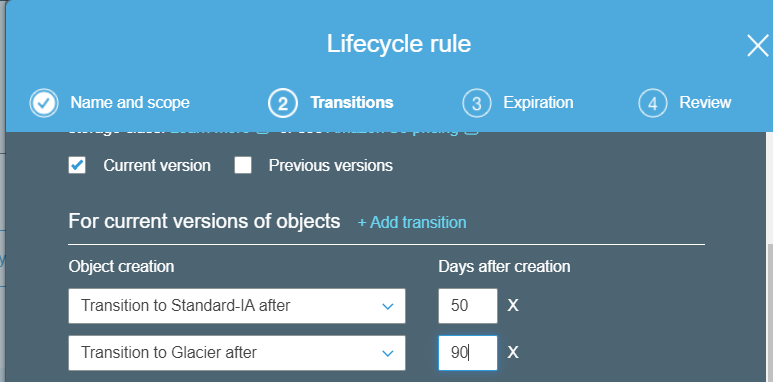 Lifecycle rule
Name and scope
2 Transitions
3 Expiration
4 Review
Current version
Previous versions
For current versions of objects + Add transition
Object creation
Days after creation
Transition to Standard-IA after
50 X
Transition to Glacier after
90 X